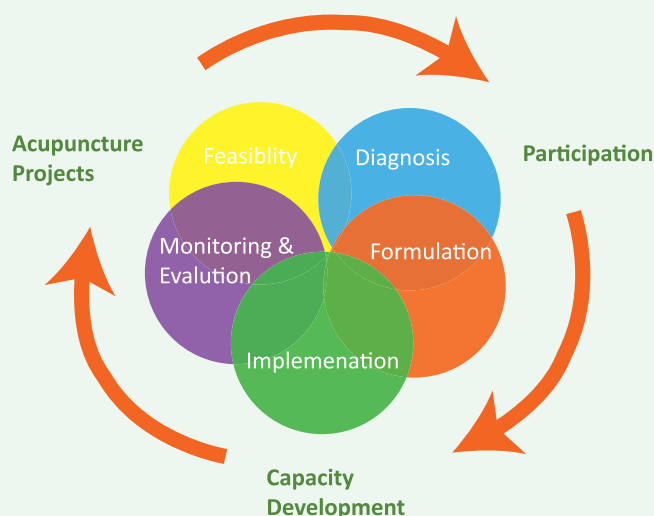 Acupuncture
Projects
Feasiblity
Diagnosis
Participation
Monitoring &
Evalution
Formulation
Implemenation
Capacity
Development